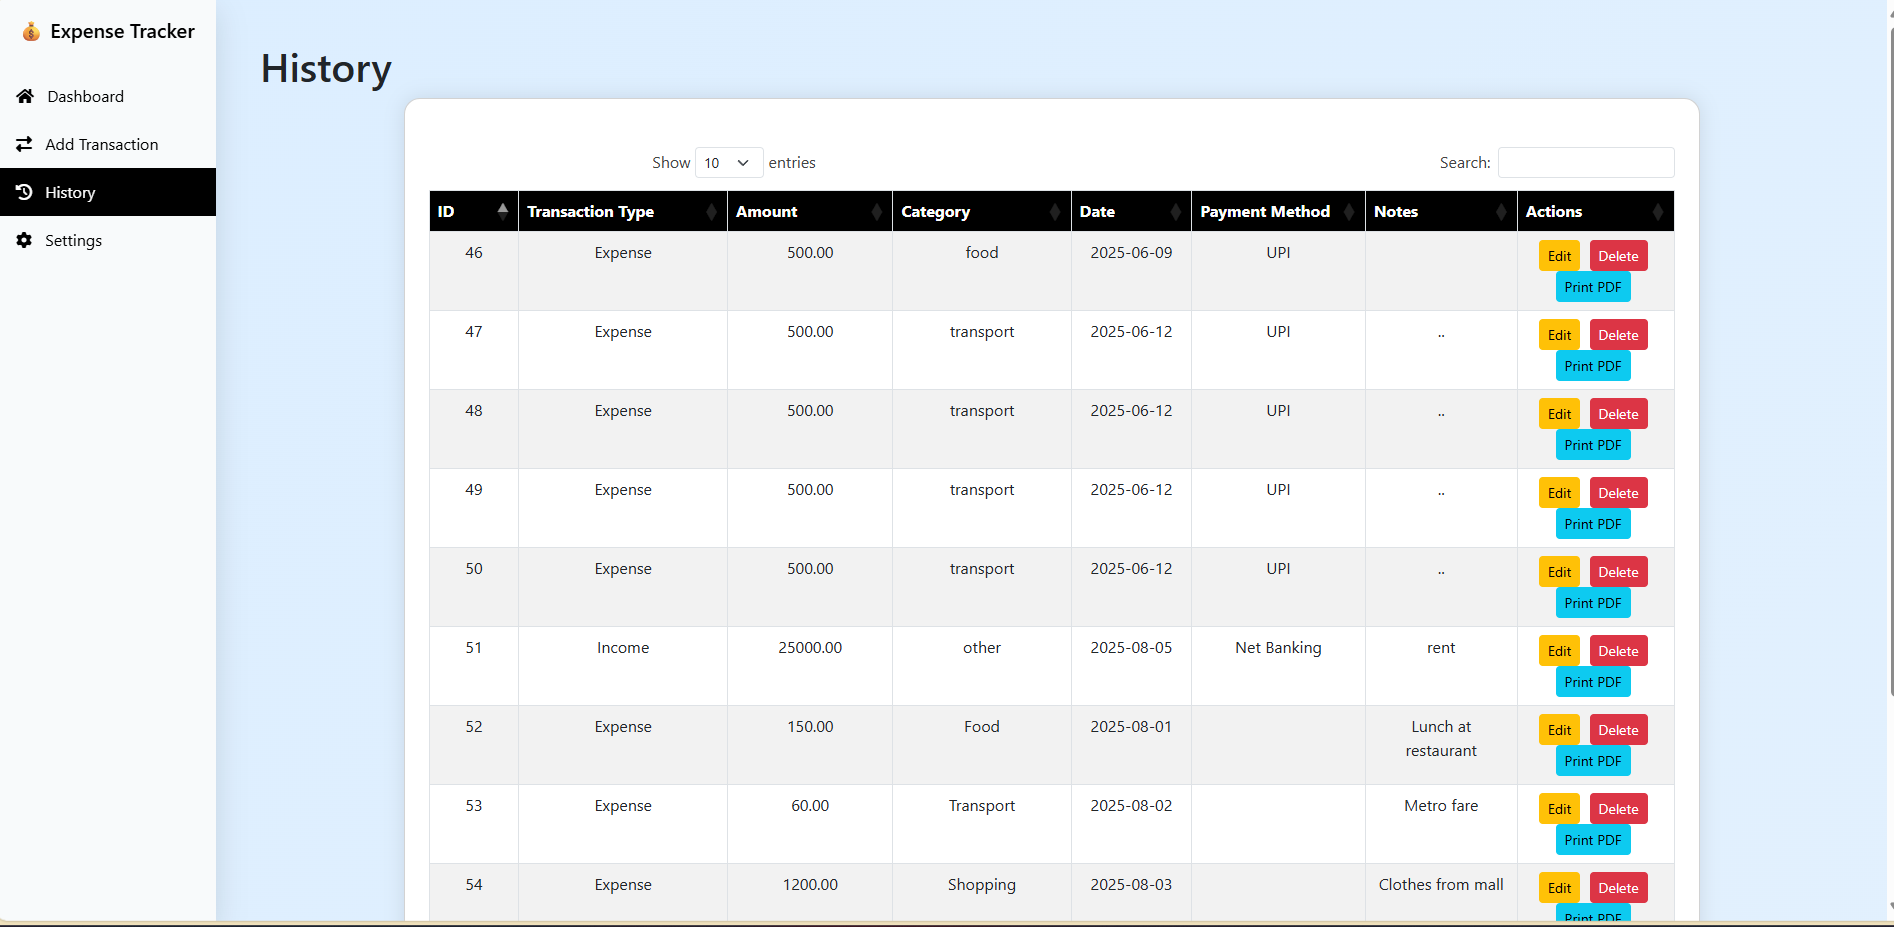 💰 Expense Tracker
Dashboard
Add Transaction
History
Settings
History
Show 10 entries
Search:
ID Transaction Type Amount Category Date Payment Method Notes Actions
46 Expense 500.00 food 2025-06-09 UPI Edit Delete
Print PDF
47 Expense 500.00 transport 2025-06-12 UPI .. Edit Delete
Print PDF
48 Expense 500.00 transport 2025-06-12 UPI .. Edit Delete
Print PDF
49 Expense 500.00 transport 2025-06-12 UPI .. Edit Delete
Print PDF
50 Expense 500.00 transport 2025-06-12 UPI .. Edit Delete
Print PDF
51 Income 25000.00 other 2025-08-05 Net Banking rent Edit Delete
Print PDF
52 Expense 150.00 Food 2025-08-01 Lunch at Edit Delete
restaurant Print PDF
53 Expense 60.00 Transport 2025-08-02 Metro fare Edit Delete
Print PDF
54 Expense 1200.00 Shopping 2025-08-03 Clothes from mall Edit Delete
Print PDF